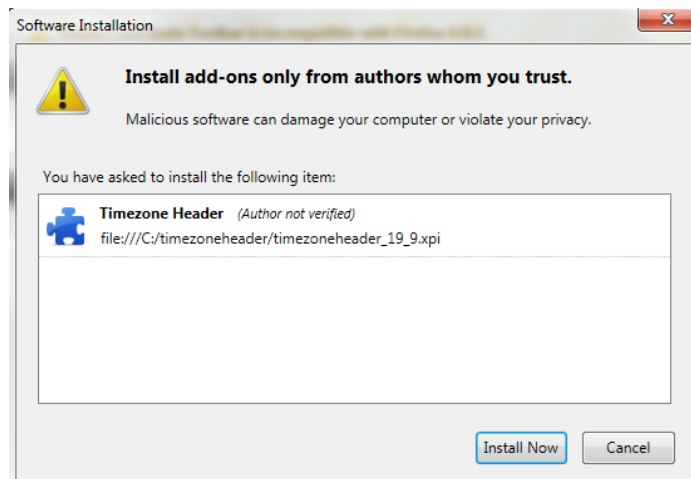 Software Installation
Install add-ons only from authors whom you trust.
Malicious software can damage your computer or violate your privacy.
You have asked to install the following item:
Timezone Header (Author not verified)
file:///C:/timezoneheader/timezoneheader_19_9.xpi
Install Now Cancel